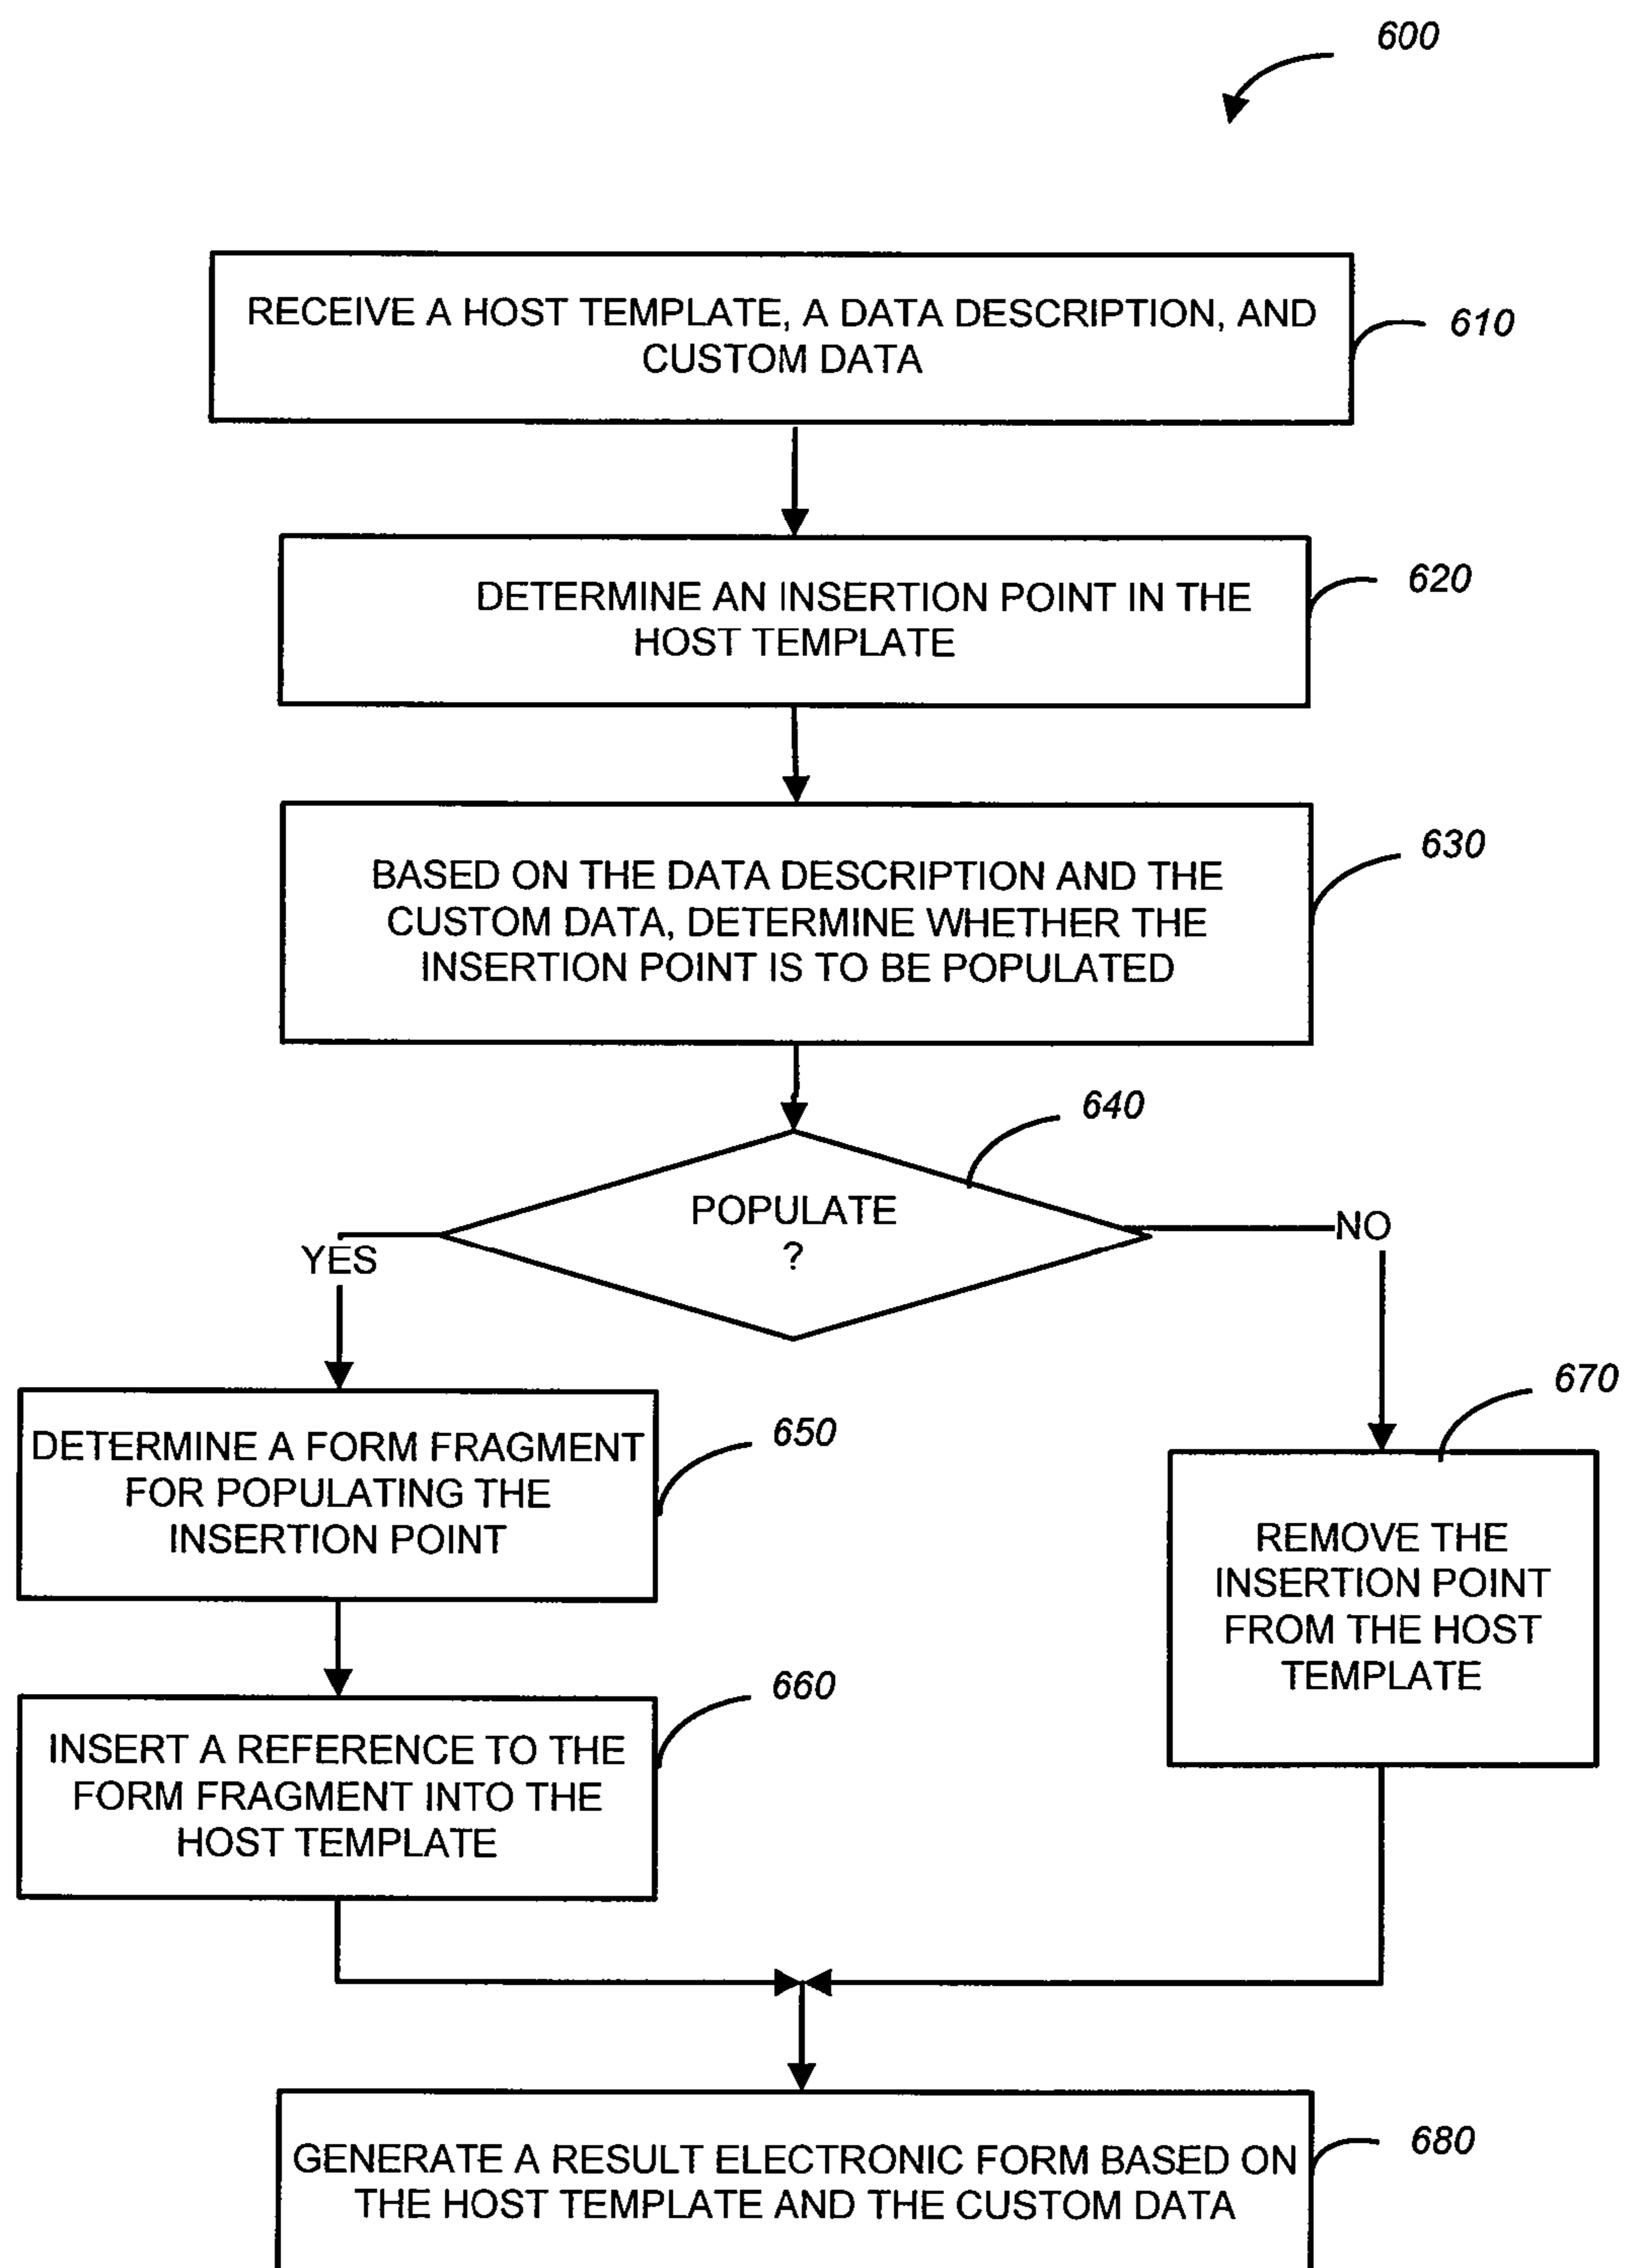 600
RECEIVE A HOST TEMPLATE, A DATA DESCRIPTION, AND
CUSTOM DATA
610
DETERMINE AN INSERTION POINT IN THE
HOST TEMPLATE
620
BASED ON THE DATA DESCRIPTION AND THE
CUSTOM DATA, DETERMINE WHETHER THE
INSERTION POINT IS TO BE POPULATED
630
640
POPULATE
?
YES
NO
DETERMINE A FORM FRAGMENT
FOR POPULATING THE
INSERTION POINT
650
670
REMOVE THE
INSERTION POINT
FROM THE HOST
TEMPLATE
INSERT A REFERENCE TO THE
FORM FRAGMENT INTO THE
HOST TEMPLATE
660
GENERATE A RESULT ELECTRONIC FORM BASED ON
THE HOST TEMPLATE AND THE CUSTOM DATA
680